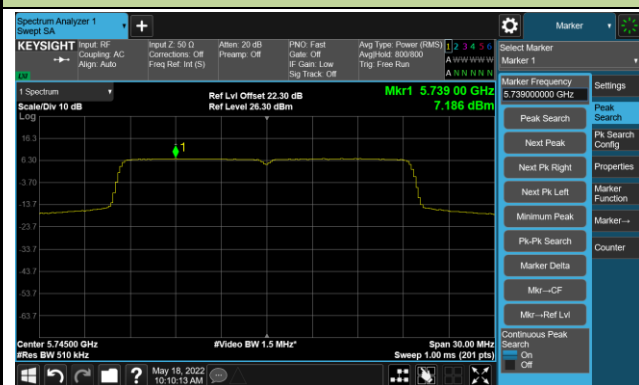 Spectrum Analyzer 1
Swept SA
Marker
KEYSIGHT
Input: RF
Coupling: AC
Align: Auto
Input Z: 50 Ω
Corrections: Off
Freq Ref: Int (S)
Atten: 20 dB
Preamp: Off
PNO: Fast
Gate: Off
IF Gain: Low
Sig Track: Off
Avg Type: Power (RMS)
Avg|Hold: 800/800
Trig: Free Run
1 2 3 4 5 6
A W W W W W
A N N N N N
LVI
Select Marker
Marker 1
1 Spectrum
Scale/Div 10 dB
Log
Ref Lvl Offset 22.30 dB
Ref Level 26.30 dBm
Mkr1 5.739 00 GHz
7.186 dBm
1
16.3
6.30
-3.70
-13.7
-23.7
-33.7
-43.7
-53.7
-63.7
Center 5.74500 GHz
#Res BW 510 kHz
#Video BW 1.5 MHz*
Span 30.00 MHz
Sweep 1.00 ms (201 pts)
Marker Frequency
5.739000000 GHz
Peak Search
Next Peak
Next Pk Right
Next Pk Left
Minimum Peak
Pk-Pk Search
Marker Delta
Mkr→CF
Mkr→Ref Lvl
Continuous Peak
Search
On
Off
Settings
Peak
Search
Pk Search
Config
Properties
Marker
Function
Marker→
Counter
?
May 18, 2022
10:10:13 AM